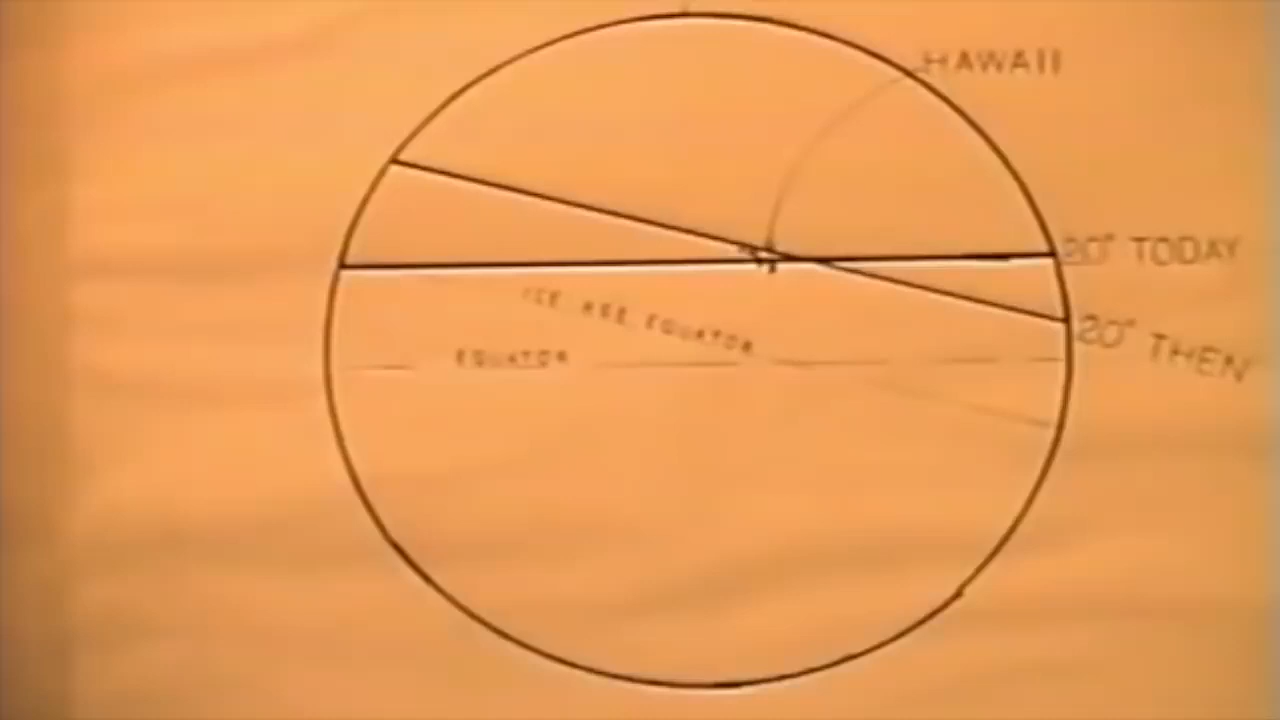 HAWAII
20° TODAY
20° THEN
ICE AGE EQUATOR
EQUATOR